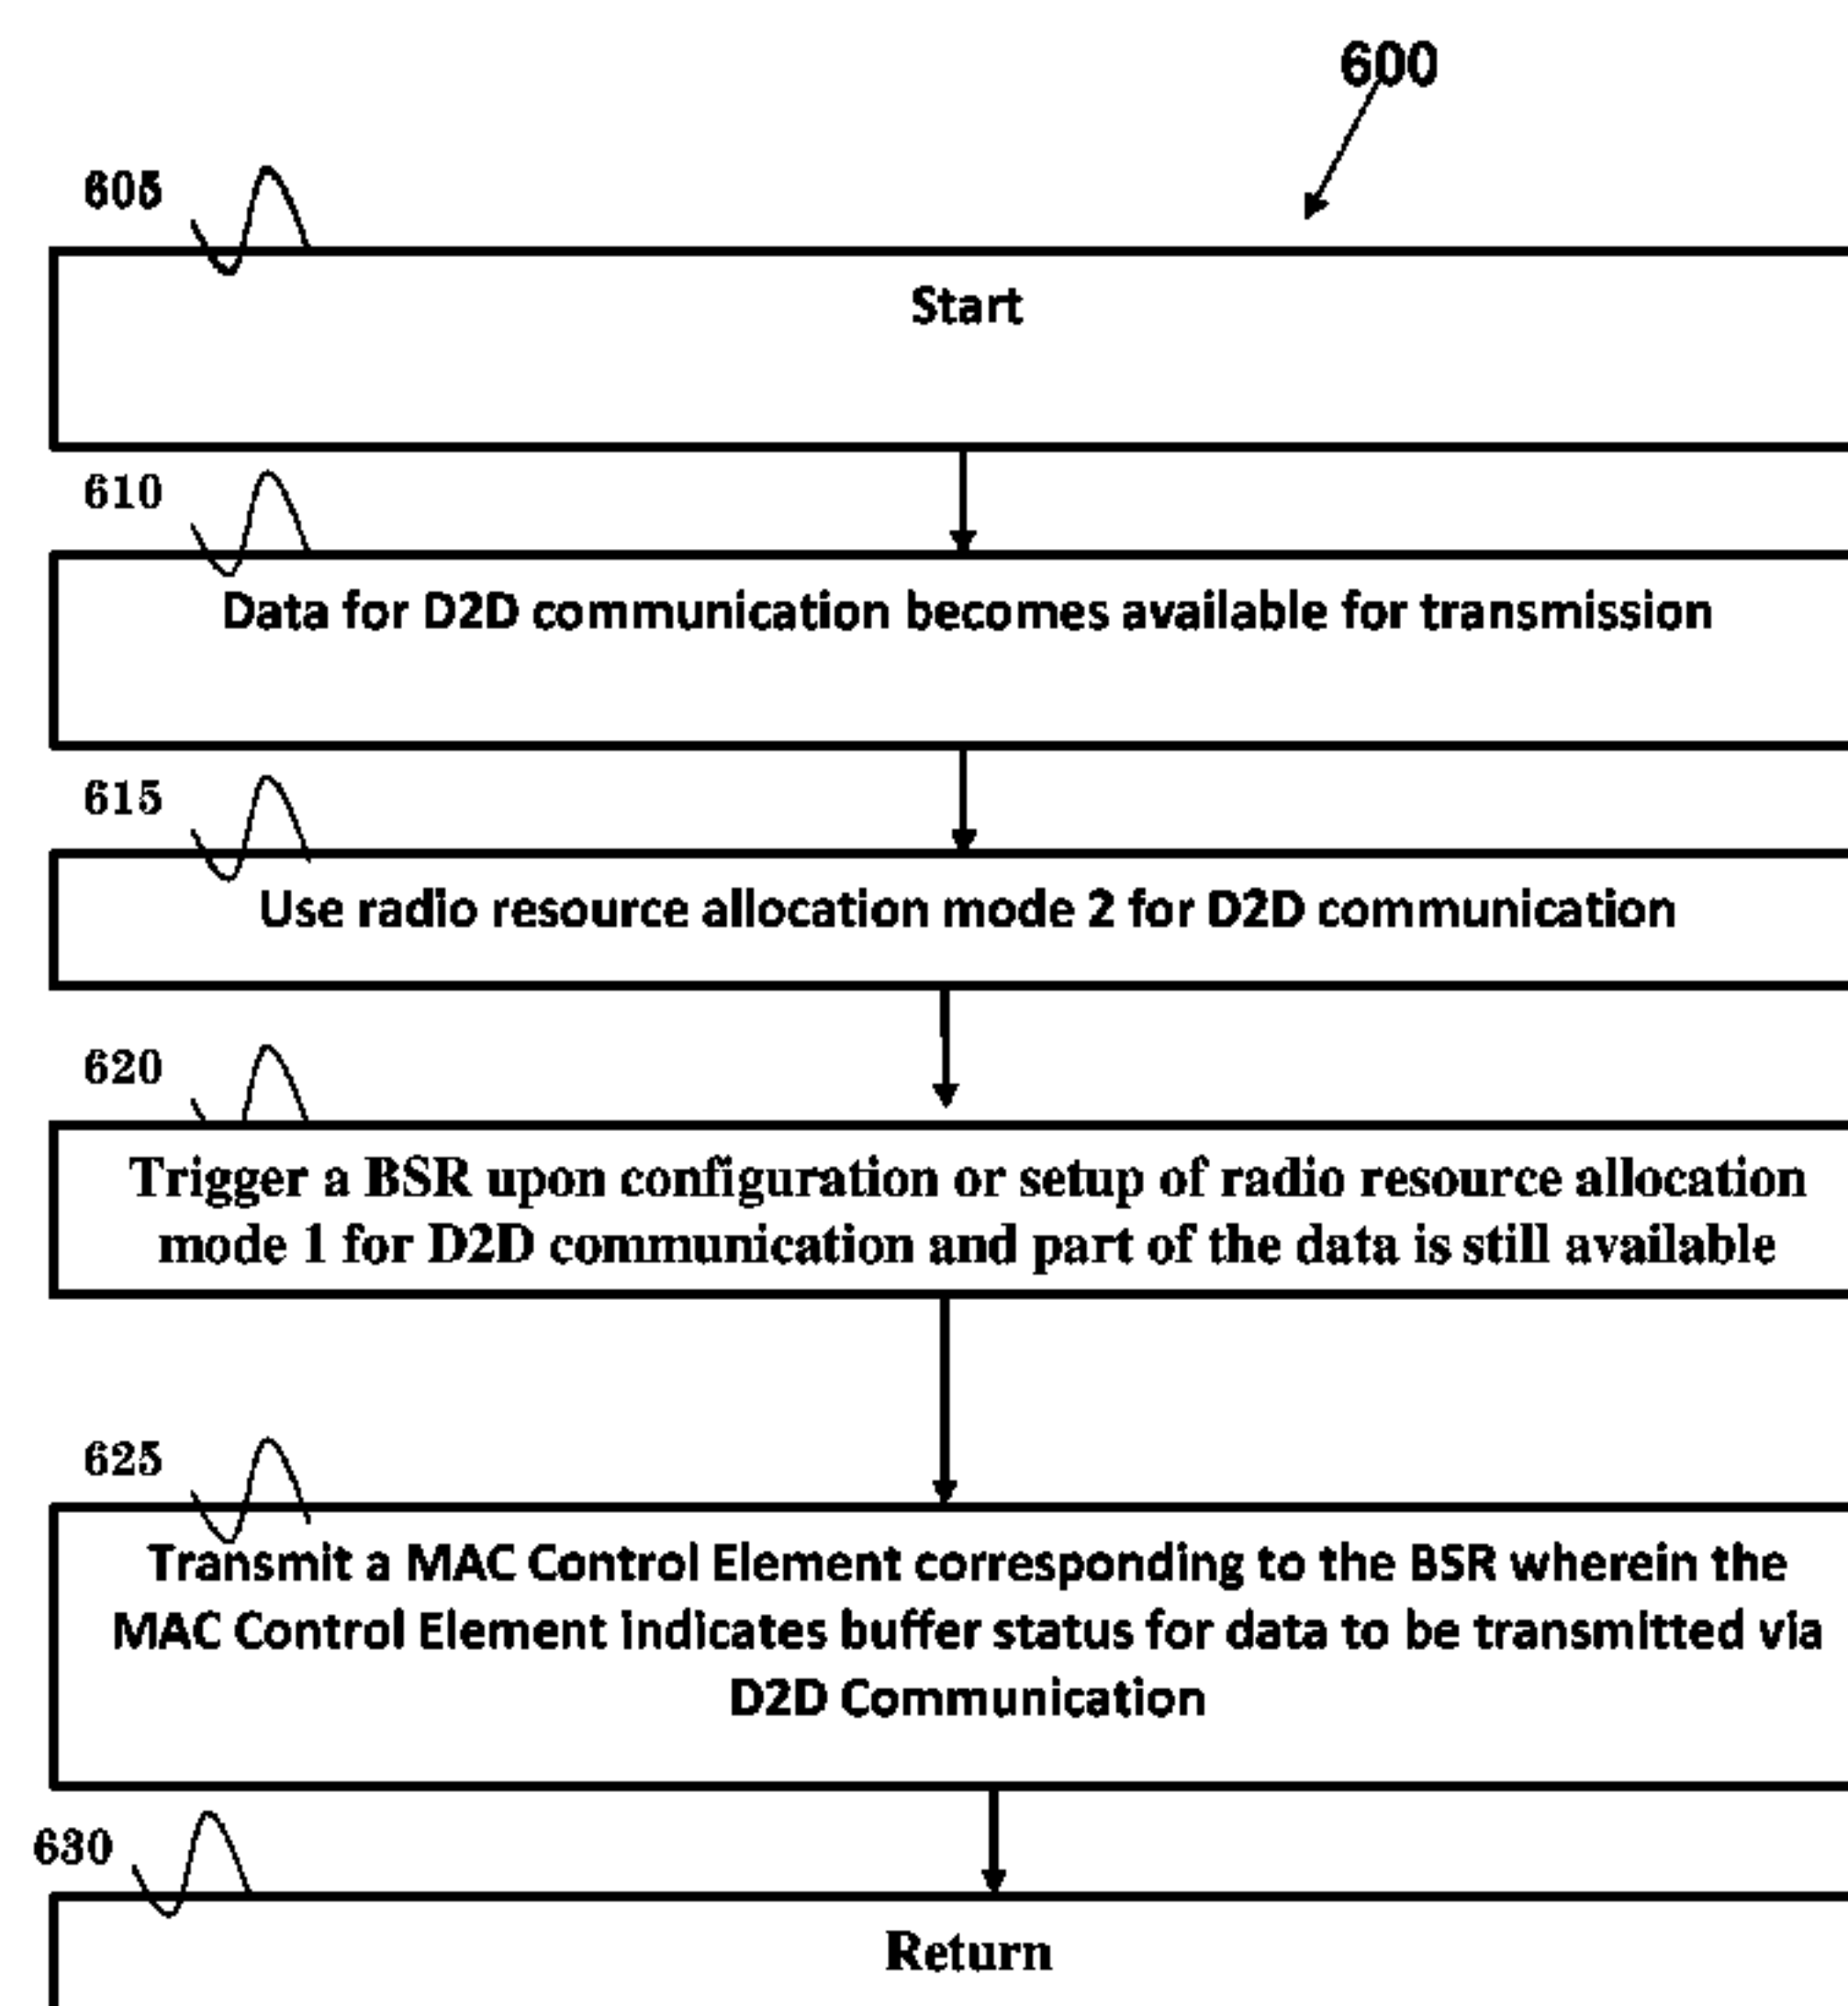 600
605
Start
610
Data for D2D communication becomes available for transmission
615
Use radio resource allocation mode 2 for D2D communication
620
Trigger a BSR upon configuration or setup of radio resource allocation
mode 1 for D2D communication and part of the data is still available
625
Transmit a MAC Control Element corresponding to the BSR wherein the
MAC Control Element indicates buffer status for data to be transmitted via
D2D Communication
630
Return